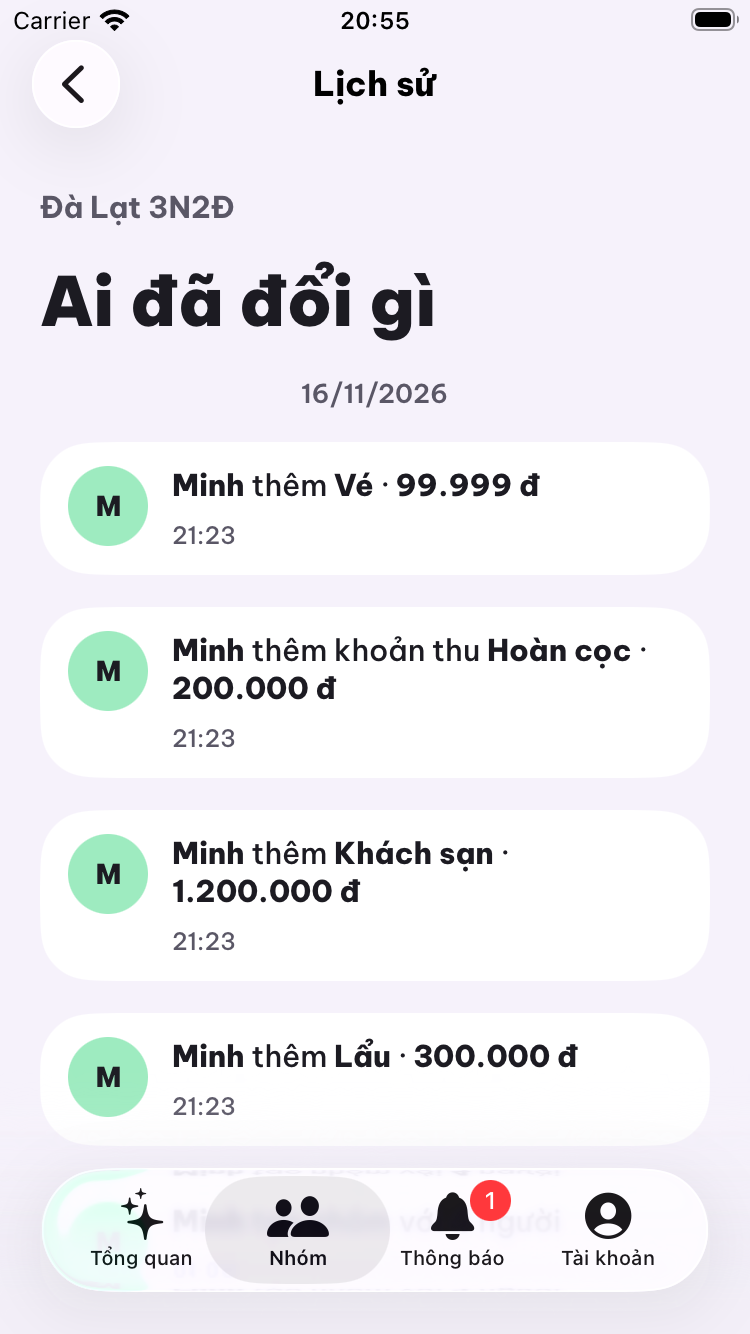 Carrier
20:55
Lịch sử
Đà Lạt 3N2Đ
Ai đã đổi gì
16/11/2026
M
Minh thêm Vé · 99.999 đ
21:23
M
Minh thêm khoản thu Hoàn cọc ·
200.000 đ
21:23
M
Minh thêm Khách sạn ·
1.200.000 đ
21:23
M
Minh thêm Lẩu · 300.000 đ
21:23
1
Tổng quan
Nhóm
Thông báo
Tài khoản